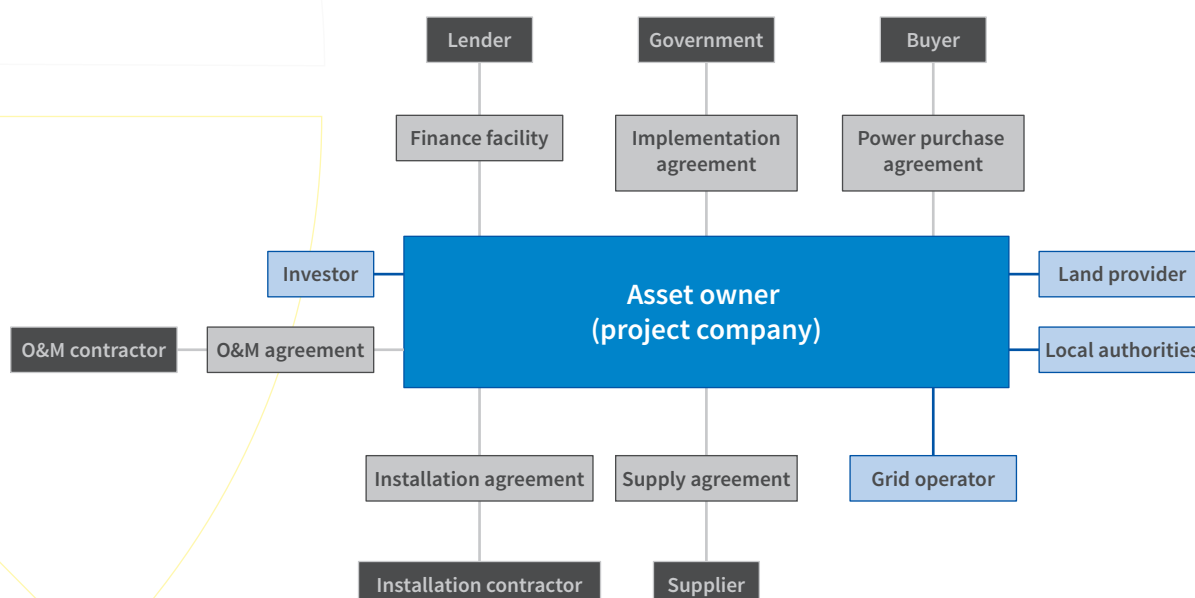 Lender
Government
Buyer
Finance facility
Implementation
agreement
Power purchase
agreement
Investor
Asset owner
(project company)
Land provider
O&M contractor
O&M agreement
Local authorities
Installation agreement
Supply agreement
Grid operator
Installation contractor
Supplier